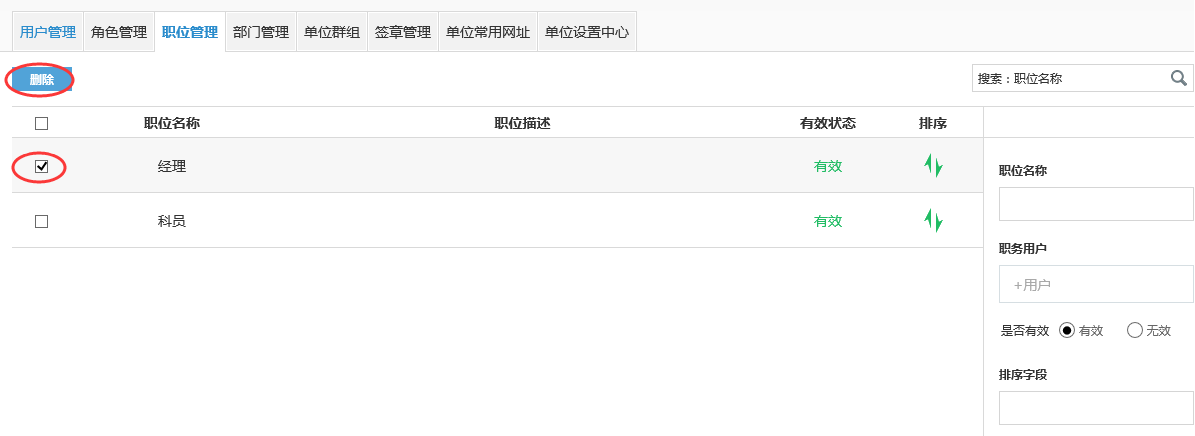 用户管理 角色管理 职位管理 部门管理 单位群组 签章管理 单位常用网址 单位设置中心
删除 搜索：职位名称
职位名称 职位描述 有效状态 排序
经理 有效
科员 有效
职位名称
职务用户
+用户
是否有效 有效 无效
排序字段